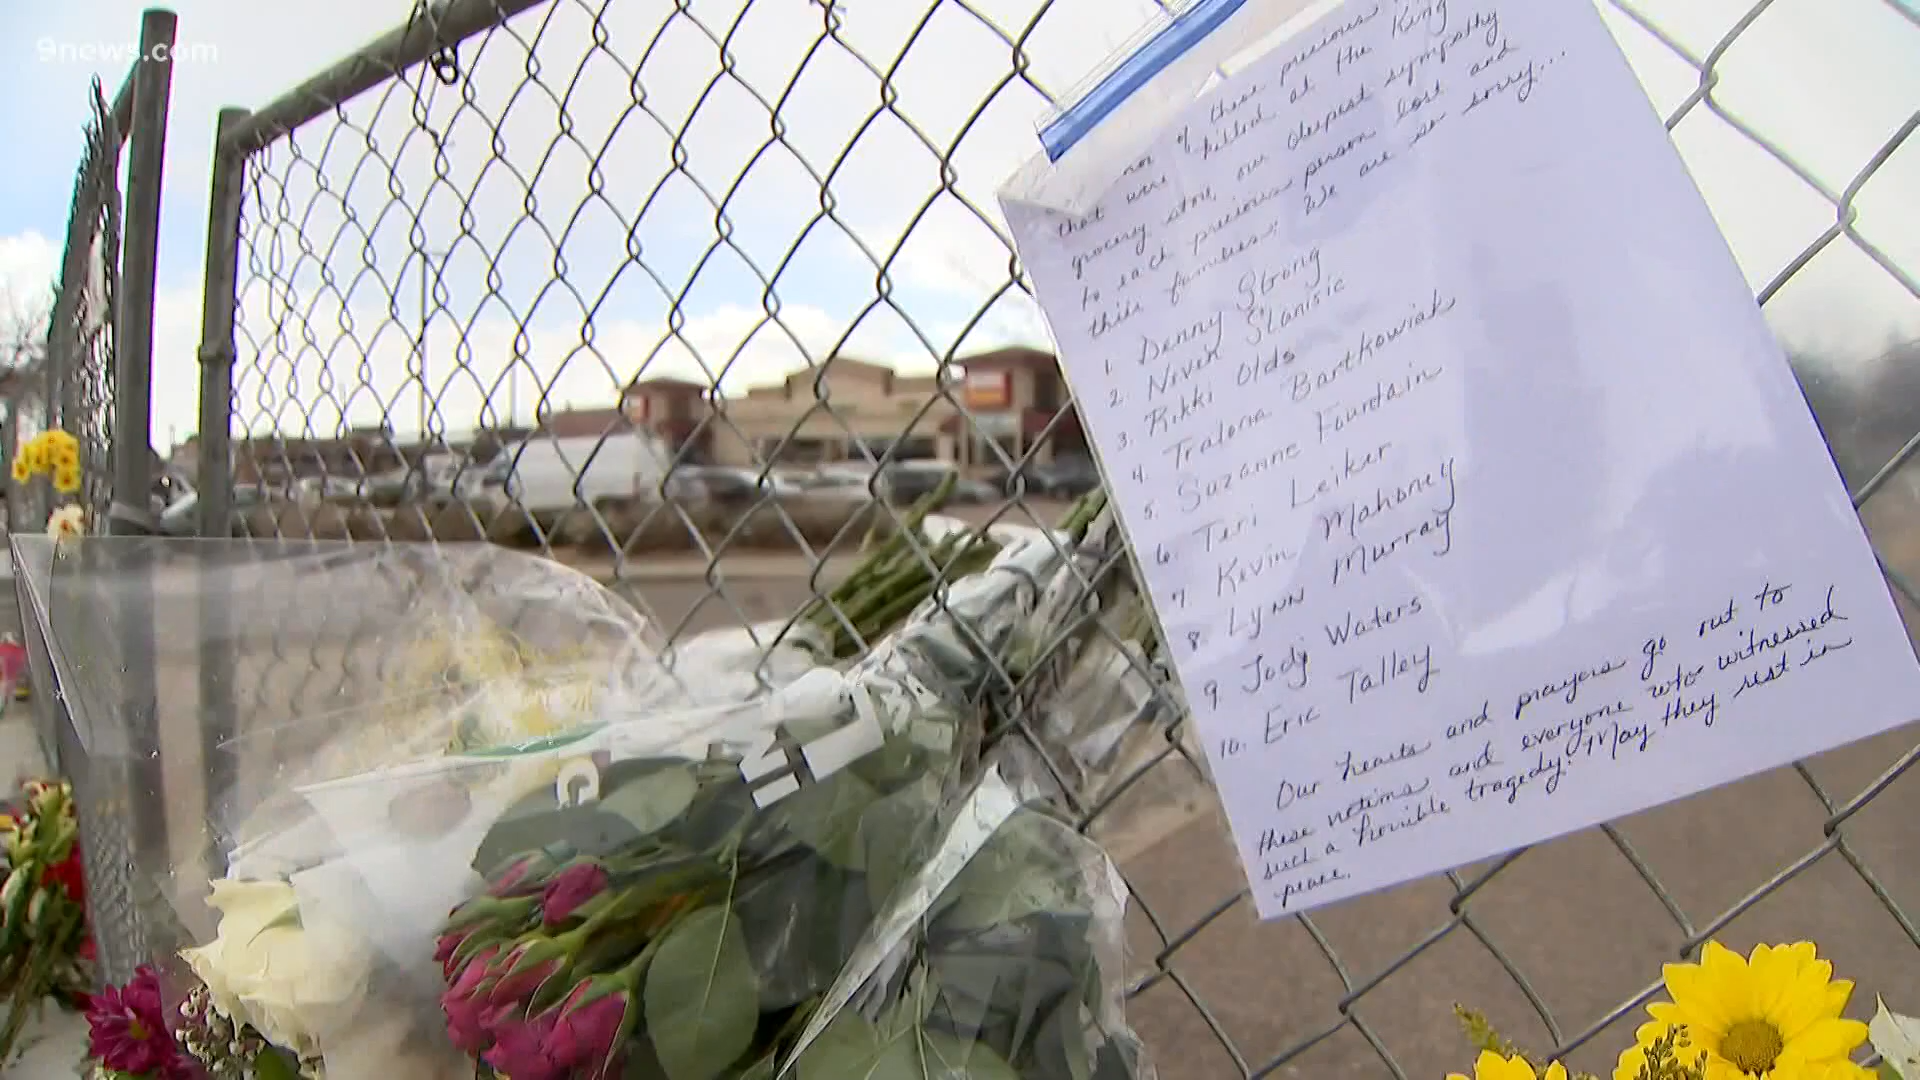 9news.com
of these precious
that were killed at the King
grocery store, our deepest sympathy
to each precious person lost and
their families. We are so sorry...
1. Denny Strong
2. Neven Stanisic
3. Rikki Olds
4. Tralona Bartkowiak
5. Suzanne Fountain
6. Teri Leiker
7. Kevin Mahoney
8. Lynn Murray
9. Jody Waters
10. Eric Talley
Our hearts and prayers go out to
these victims and everyone who witnessed
such a horrible tragedy. May they rest in
peace.